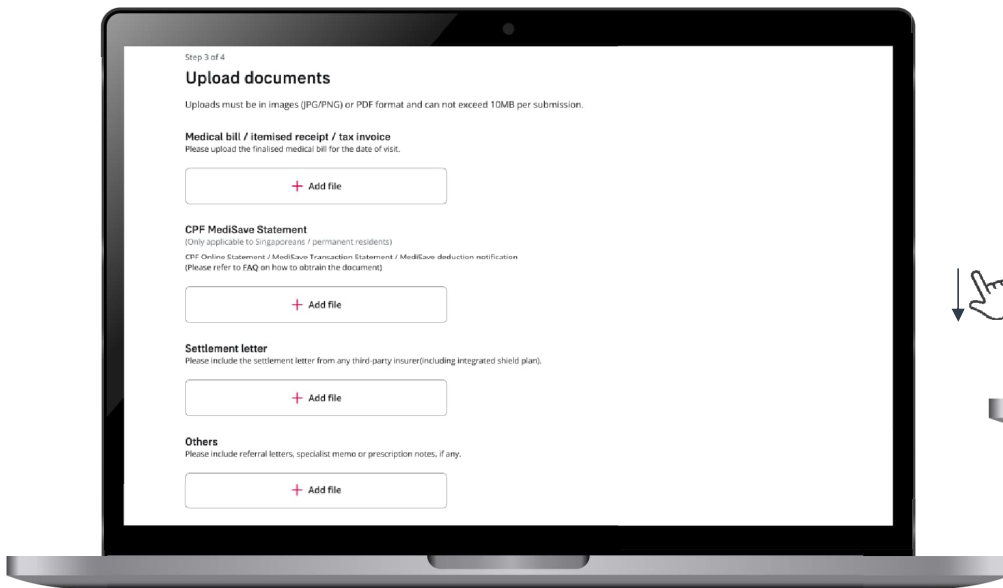 Step 3 of 4
Upload documents
Uploads must be in images (JPG/PNG) or PDF format and can not exceed 10MB per submission.
Medical bill / itemised receipt / tax invoice
Please upload the finalised medical bill for the date of visit.
+ Add file
CPF MediSave Statement
(Only applicable to Singaporeans / permanent residents)
CPF Online Statement / MediSave Transaction Statement / MediSave deduction notification
(Please refer to FAQ on how to obtrain the document)
+ Add file
Settlement letter
Please include the settlement letter from any third-party insurer(including integrated shield plan).
+ Add file
Others
Please include referral letters, specialist memo or prescription notes, if any.
+ Add file